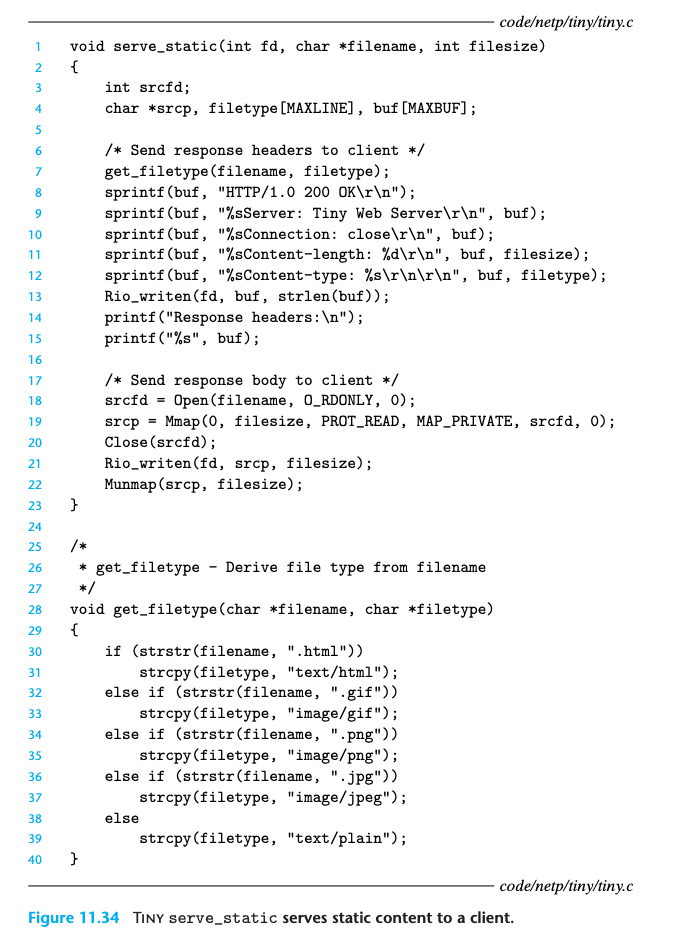 code/netp/tiny/tiny.c
1 void serve_static(int fd, char *filename, int filesize)
2 {
3     int srcfd;
4     char *srcp, filetype[MAXLINE], buf[MAXBUF];
5
6     /* Send response headers to client */
7     get_filetype(filename, filetype);
8     sprintf(buf, "HTTP/1.0 200 OK\r\n");
9     sprintf(buf, "%sServer: Tiny Web Server\r\n", buf);
10     sprintf(buf, "%sConnection: close\r\n", buf);
11     sprintf(buf, "%sContent-length: %d\r\n", buf, filesize);
12     sprintf(buf, "%sContent-type: %s\r\n\r\n", buf, filetype);
13     Rio_writen(fd, buf, strlen(buf));
14     printf("Response headers:\n");
15     printf("%s", buf);
16
17     /* Send response body to client */
18     srcfd = Open(filename, O_RDONLY, 0);
19     srcp = Mmap(0, filesize, PROT_READ, MAP_PRIVATE, srcfd, 0);
20     Close(srcfd);
21     Rio_writen(fd, srcp, filesize);
22     Munmap(srcp, filesize);
23 }
24
25 /*
26  * get_filetype - Derive file type from filename
27  */
28 void get_filetype(char *filename, char *filetype)
29 {
30     if (strstr(filename, ".html"))
31         strcpy(filetype, "text/html");
32     else if (strstr(filename, ".gif"))
33         strcpy(filetype, "image/gif");
34     else if (strstr(filename, ".png"))
35         strcpy(filetype, "image/png");
36     else if (strstr(filename, ".jpg"))
37         strcpy(filetype, "image/jpeg");
38     else
39         strcpy(filetype, "text/plain");
40 }
code/netp/tiny/tiny.c
Figure 11.34 TINY serve_static serves static content to a client.